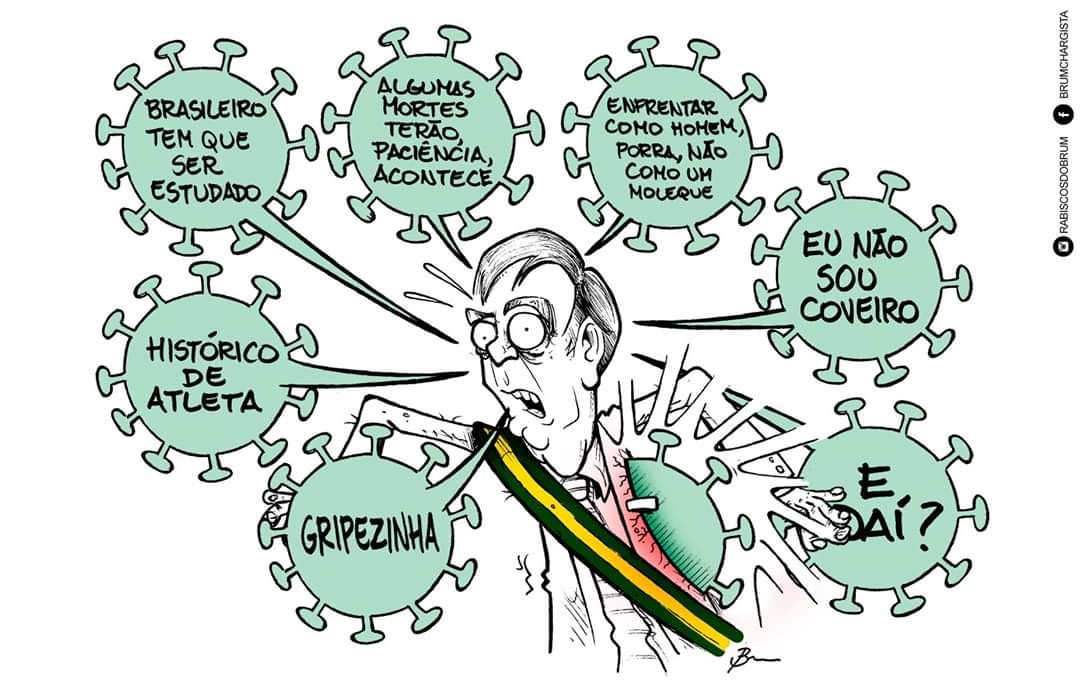 BRASILEIRO
TEM QUE
SER
ESTUDADO
ALGUMAS
MORTES
TERÃO,
PACIÊNCIA,
ACONTECE
ENFRENTAR
COMO HOMEM,
PORRA, NÃO
COMO UM
MOLEQUE
EU NÃO
SOU
COVEIRO
HISTÓRICO
DE
ATLETA
GRIPEZINHA
E
DAÍ?
RABISCOSDOBRUM
BRUMCHARGISTA